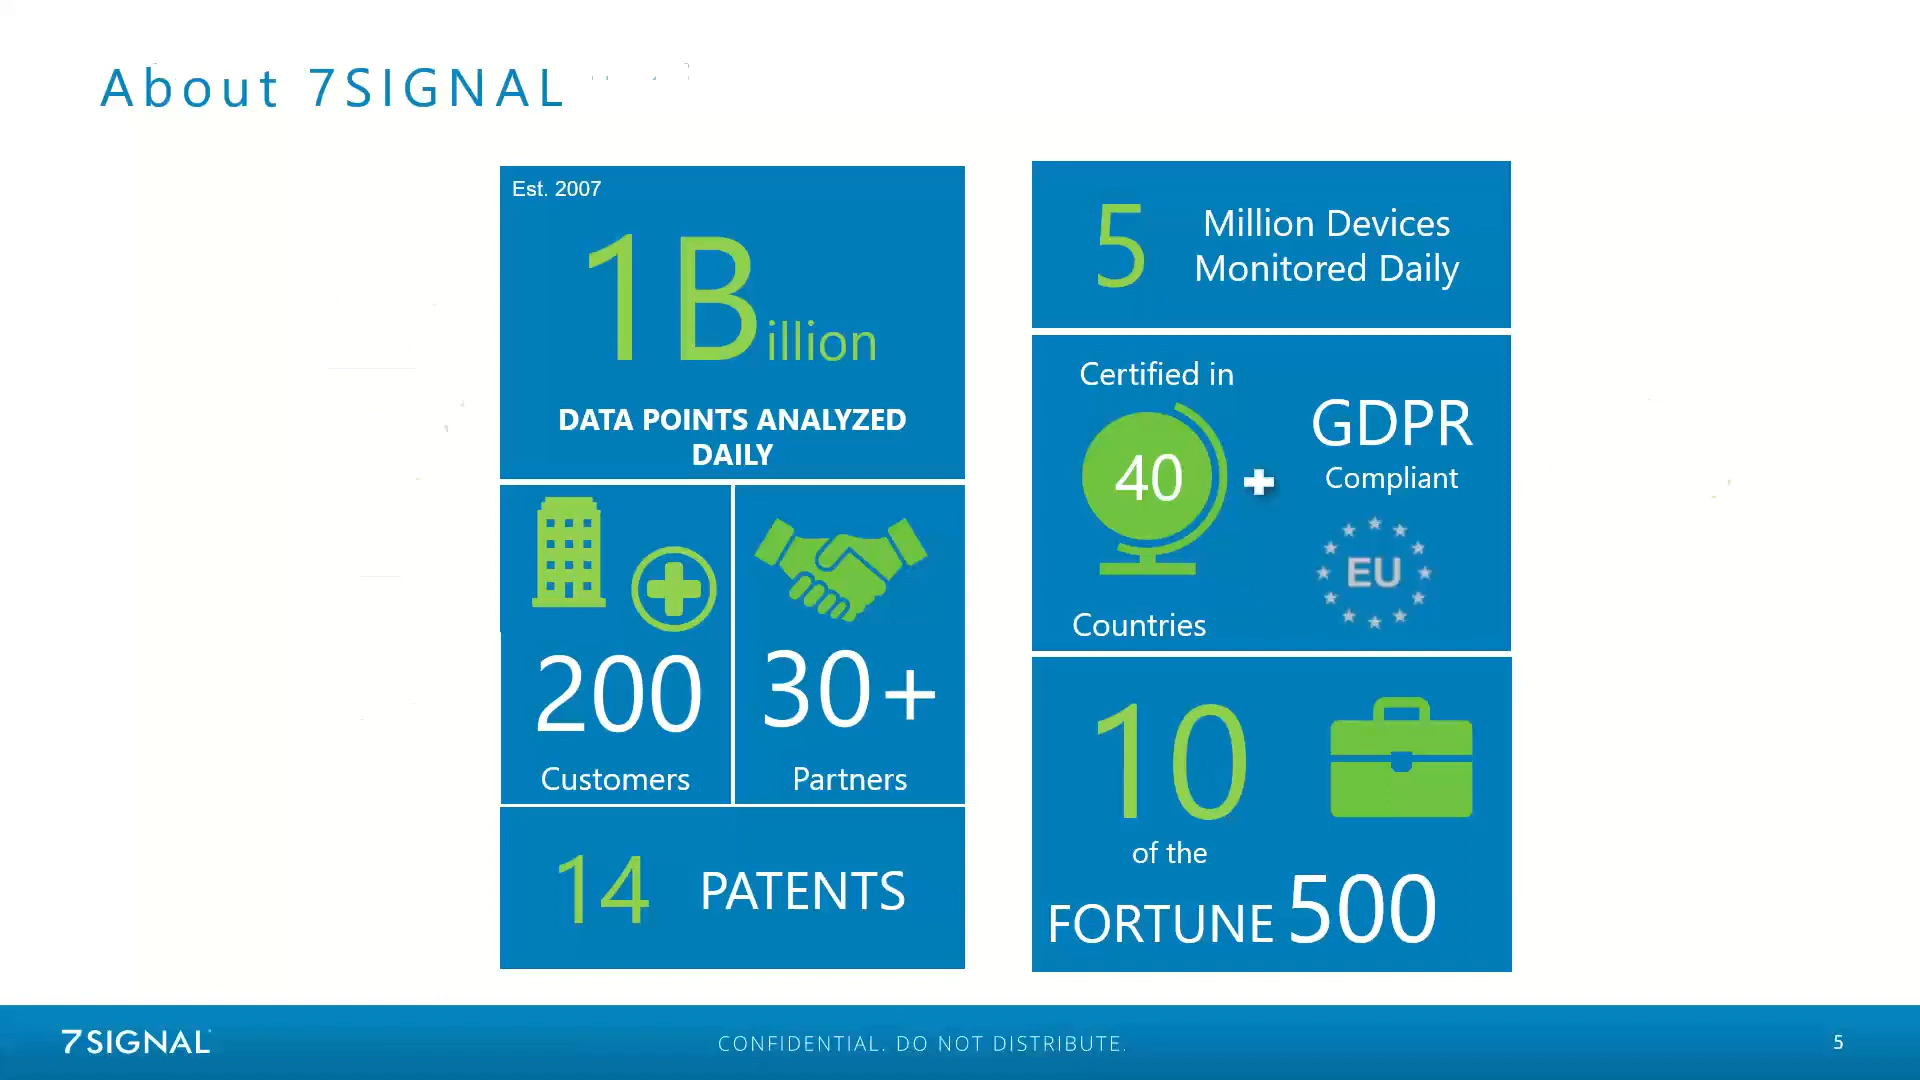 About 7SIGNAL
Est. 2007
1Billion
DATA POINTS ANALYZED
DAILY
200
Customers
30+
Partners
14 PATENTS
5 Million Devices
Monitored Daily
Certified in
40
Countries
GDPR
Compliant
EU
10
of the
FORTUNE 500
7SIGNAL
CONFIDENTIAL. DO NOT DISTRIBUTE.
5